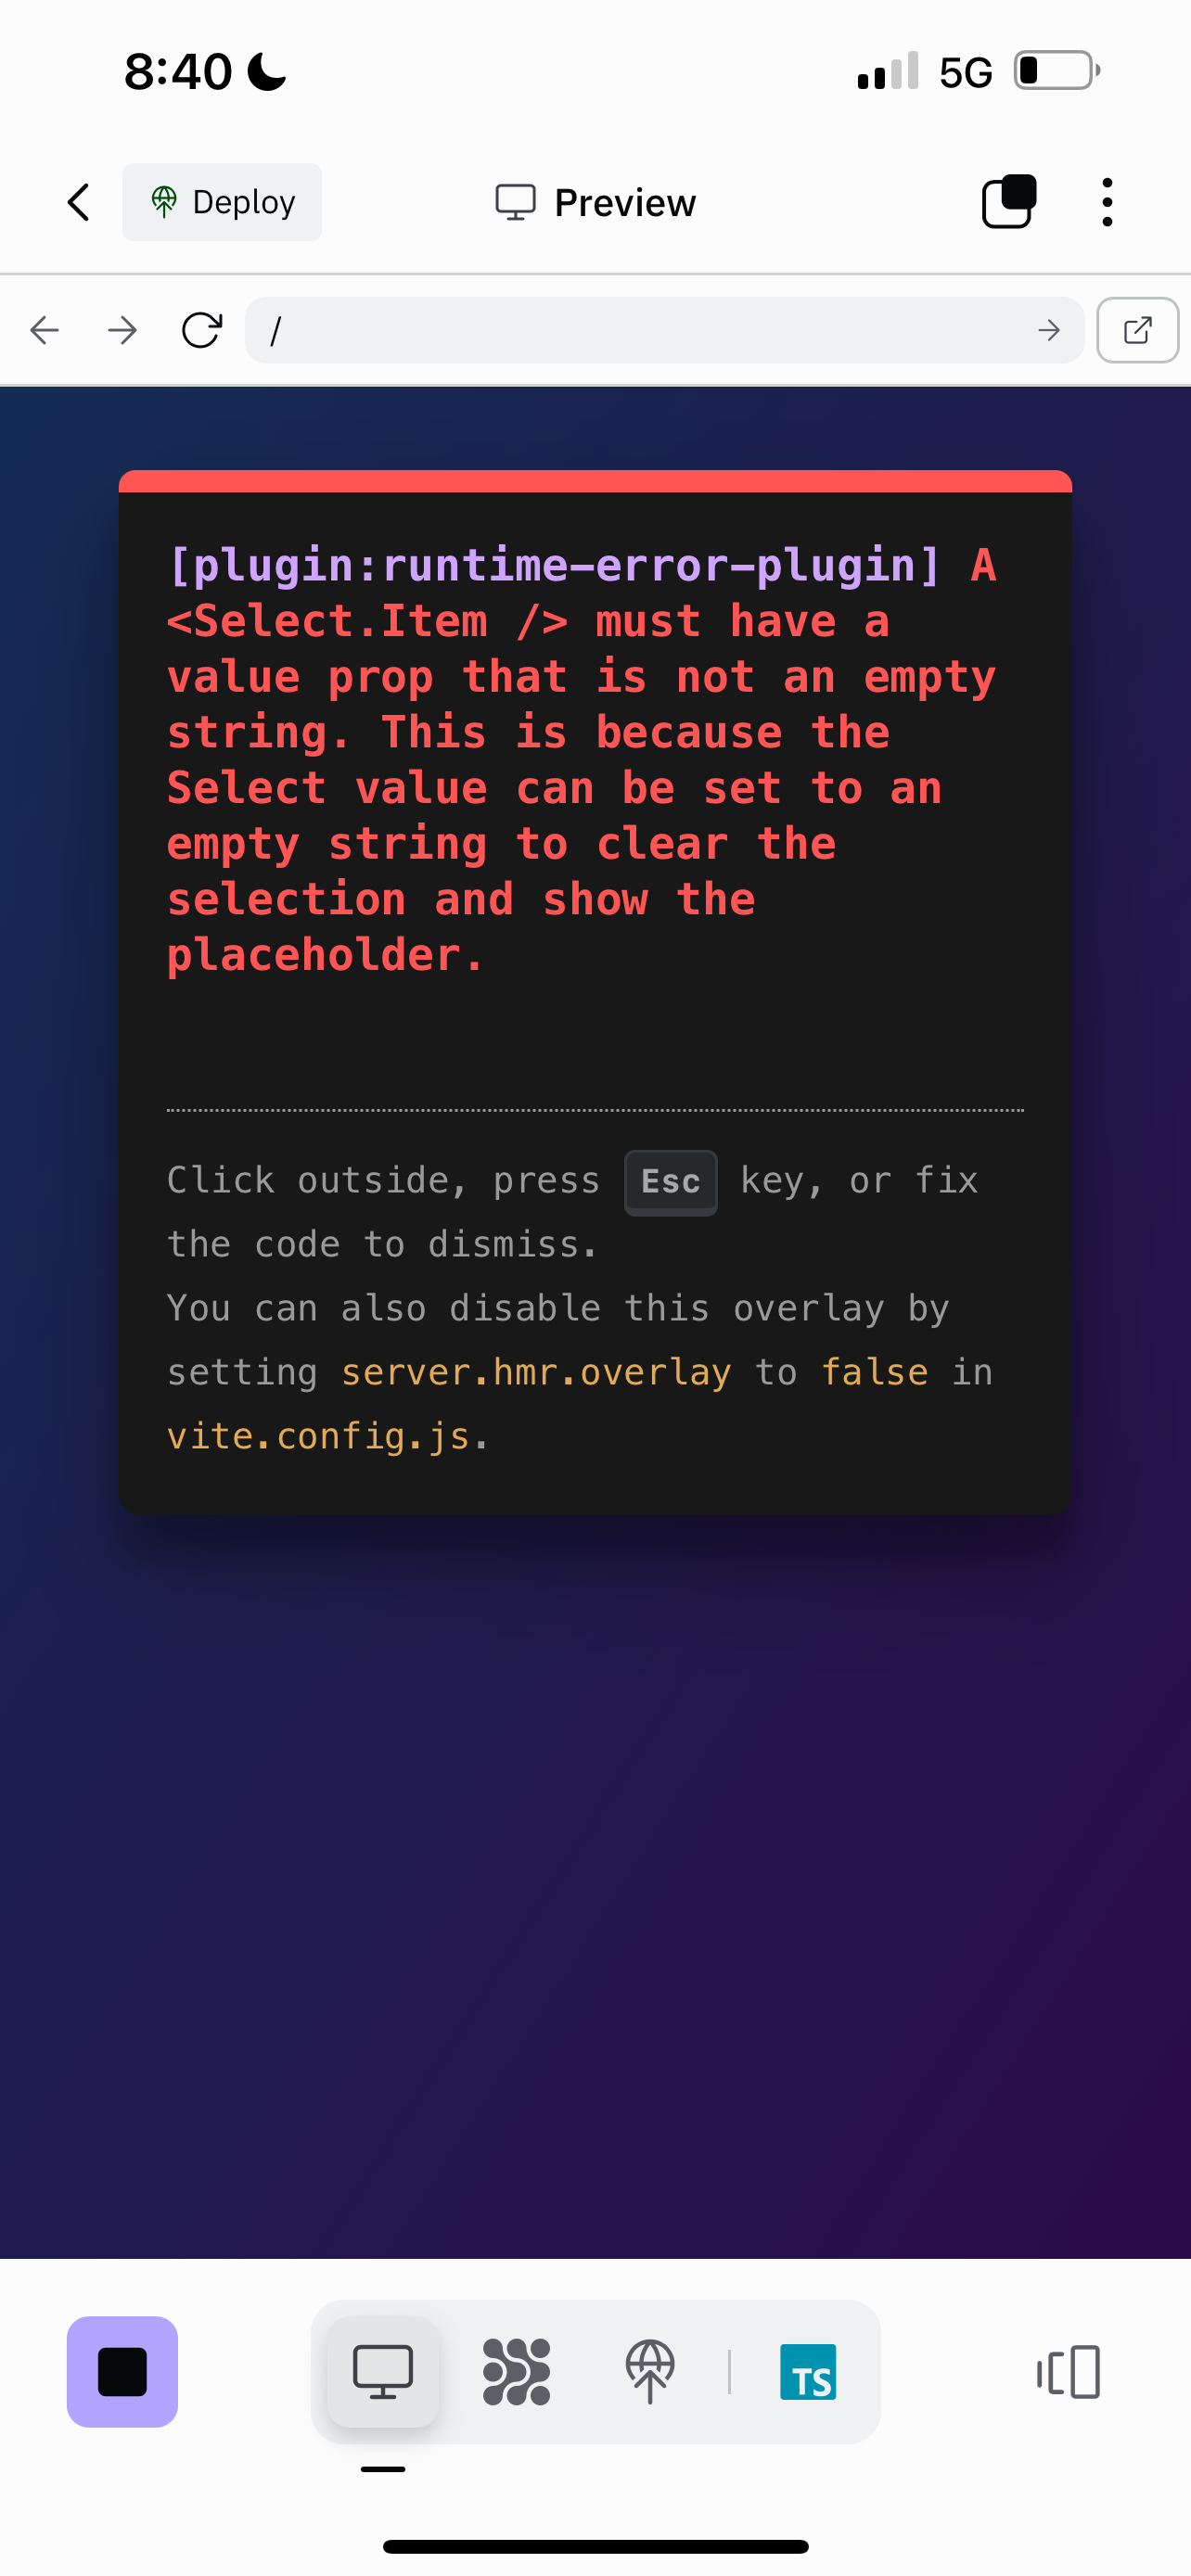 8:40
5G
Deploy
Preview
/
[plugin:runtime-error-plugin] A
<Select.Item /> must have a
value prop that is not an empty
string. This is because the
Select value can be set to an
empty string to clear the
selection and show the
placeholder.
Click outside, press Esc key, or fix
the code to dismiss.
You can also disable this overlay by
setting server.hmr.overlay to false in
vite.config.js.
TS